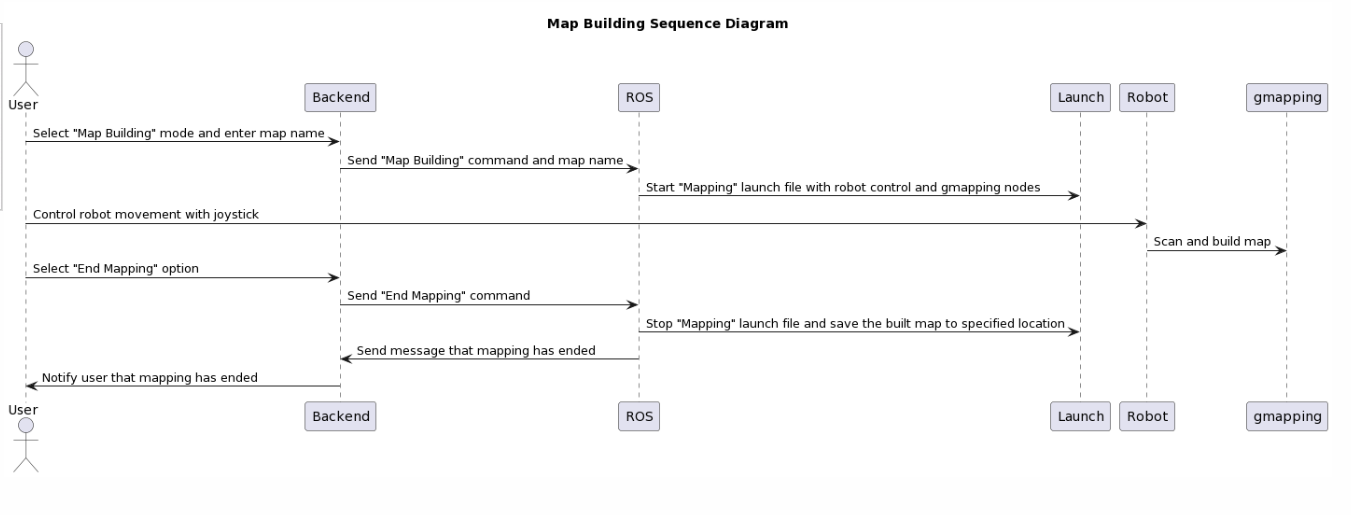 Map Building Sequence Diagram
User
Backend
ROS
Launch
Robot
gmapping
Select "Map Building" mode and enter map name
Send "Map Building" command and map name
Start "Mapping" launch file with robot control and gmapping nodes
Control robot movement with joystick
Scan and build map
Select "End Mapping" option
Send "End Mapping" command
Stop "Mapping" launch file and save the built map to specified location
Send message that mapping has ended
Notify user that mapping has ended
User
Backend
ROS
Launch
Robot
gmapping